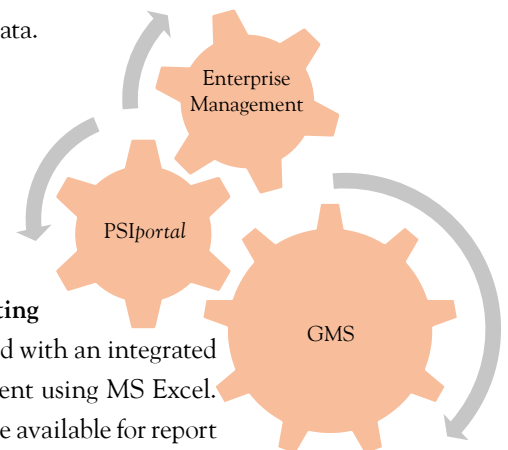 ata.
Enterprise
Management
PSIportal
GMS
ting
d with an integrated
ent using MS Excel.
e available for report